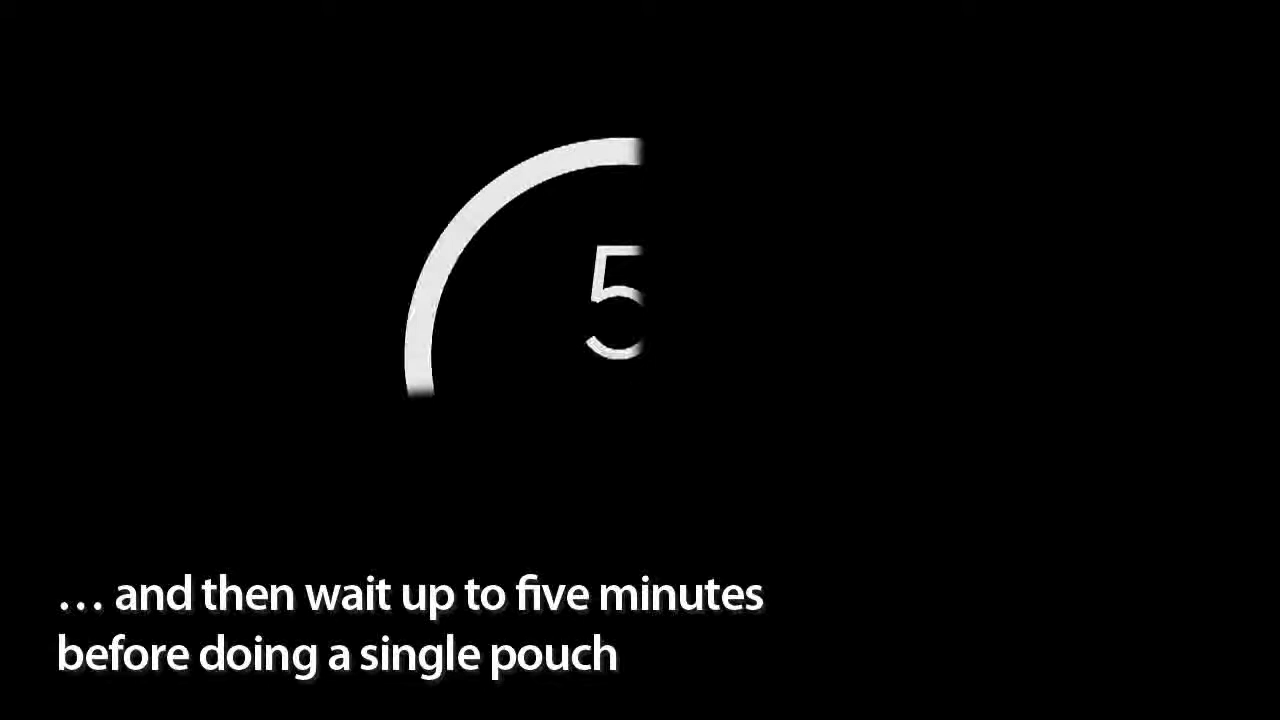 5
… and then wait up to five minutes
before doing a single pouch